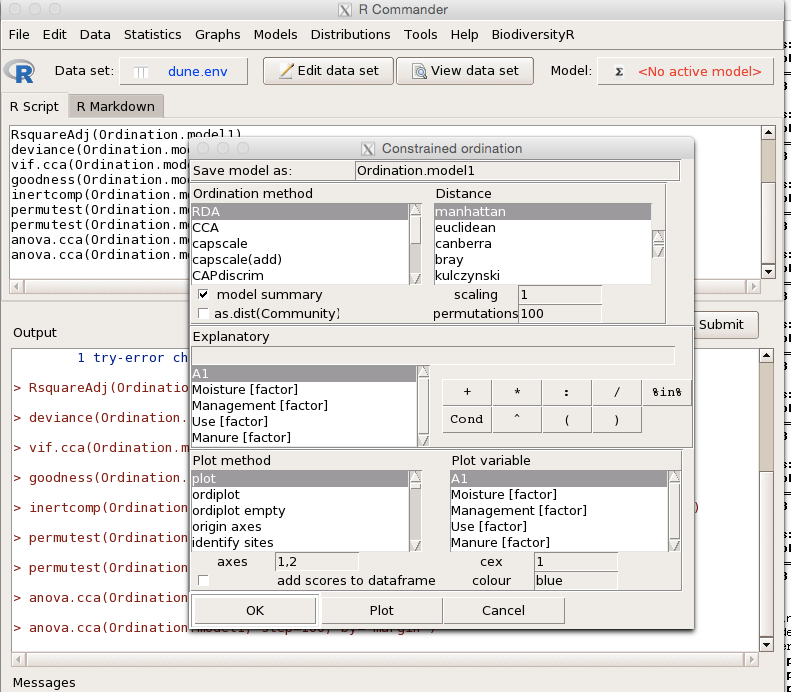 R Commander
File Edit Data Statistics Graphs Models Distributions Tools Help BiodiversityR
R Data set: dune.env Edit data set View data set Model: Σ <No active model>
R Script R Markdown
RsquareAdj(Ordination.model1)
deviance(Ordination.mo
vif.cca(Ordination.mod
goodness(Ordination.mo
inertcomp(Ordination.m
permutest(Ordination.m
permutest(Ordination.m
anova.cca(Ordination.m
anova.cca(Ordination.m
Output
Submit
1 try-error ch
> RsquareAdj(Ordinatio
> deviance(Ordination.
> vif.cca(Ordination.m
> goodness(Ordination.
> inertcomp(Ordination )
> permutest(Ordination
> permutest(Ordination
> anova.cca(Ordination
> anova.cca(Ordination
Messages
Constrained ordination
Save model as: Ordination.model1
Ordination method Distance
RDA manhattan
CCA euclidean
capscale canberra
capscale(add) bray
CAPdiscrim kulczynski
model summary scaling 1
as.dist(Community) permutations 100
Explanatory
A1
Moisture [factor]
Management [factor]
Use [factor]
Manure [factor]
+ * : / %in%
Cond ^ ( )
Plot method Plot variable
plot A1
ordiplot Moisture [factor]
ordiplot empty Management [factor]
origin axes Use [factor]
identify sites Manure [factor]
axes 1,2 cex 1
add scores to dataframe colour blue
OK Plot Cancel